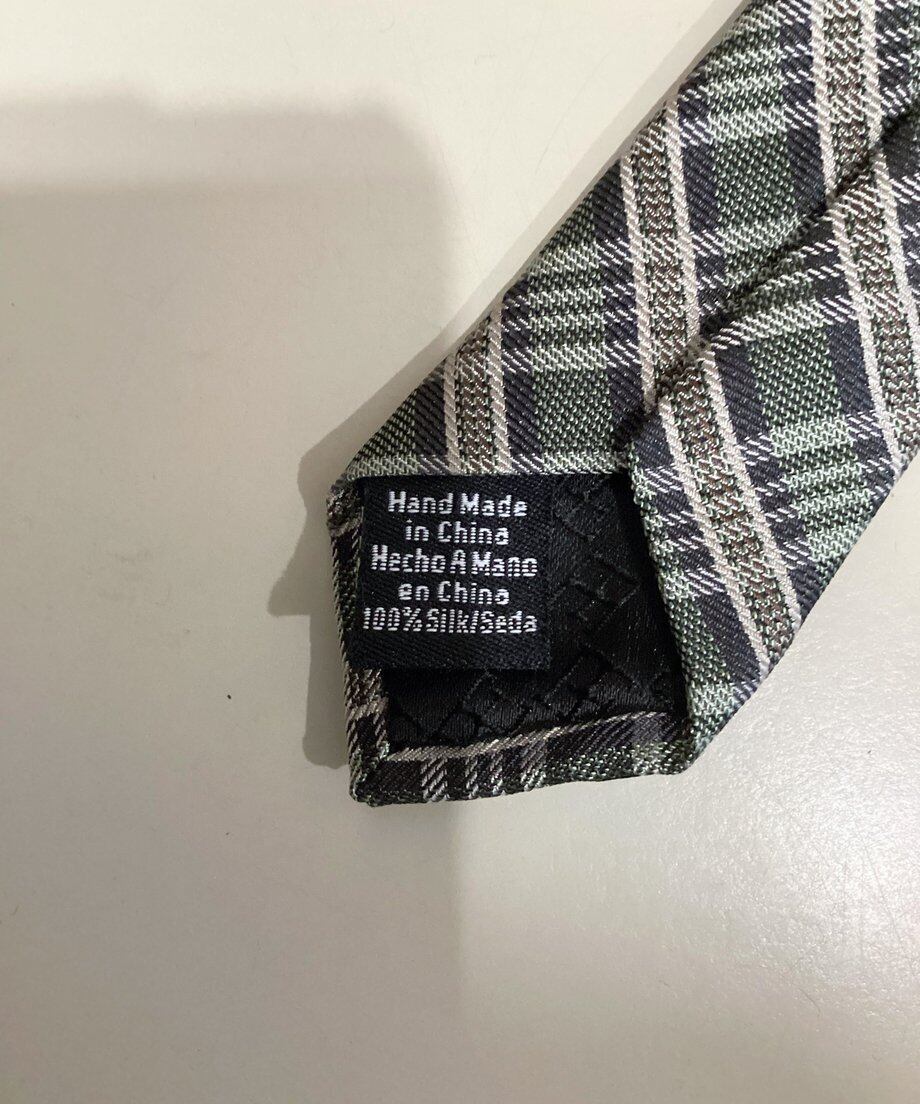 Hand Made
in China
Hecho A Mano
en China
100% Silk/Seda